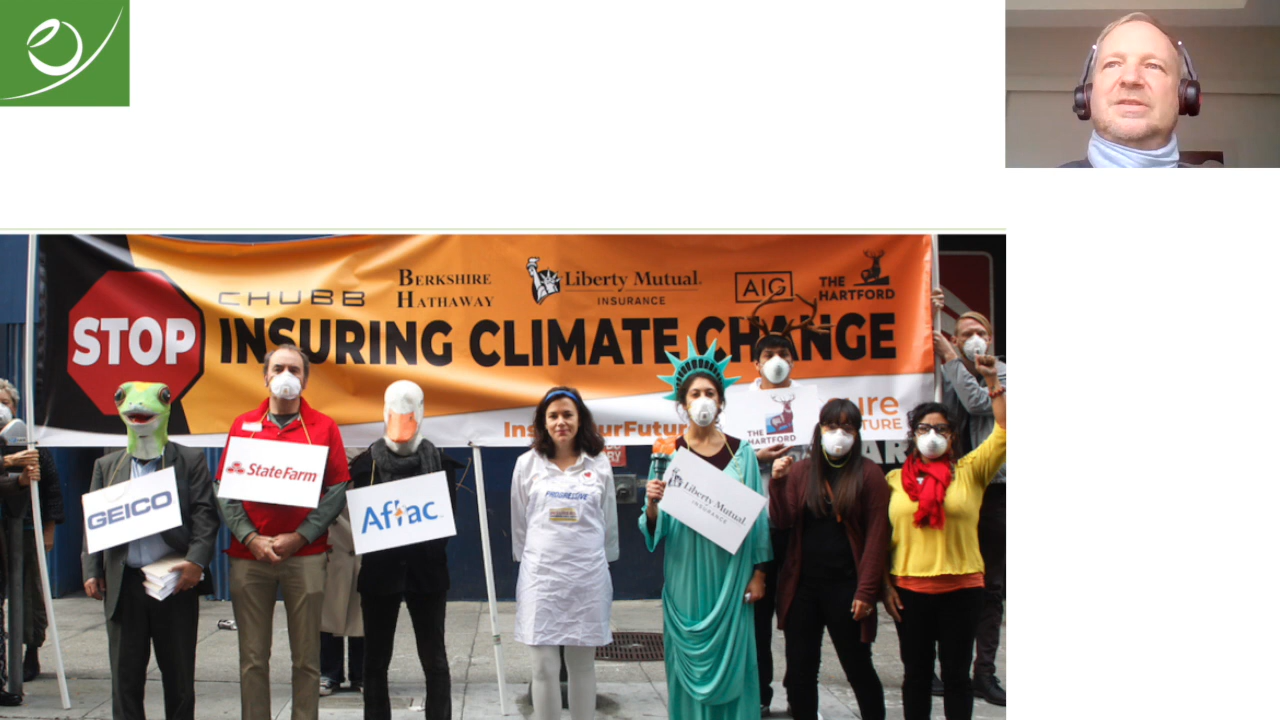 CHUBB
BERKSHIRE
HATHAWAY
Liberty Mutual.
INSURANCE
AIG
THE
HARTFORD
STOP
INSURING CLIMATE CHANGE
GEICO
StateFarm
Aflac
PROGRESSIVE
THE
HARTFORD
Liberty Mutual.
INSURANCE